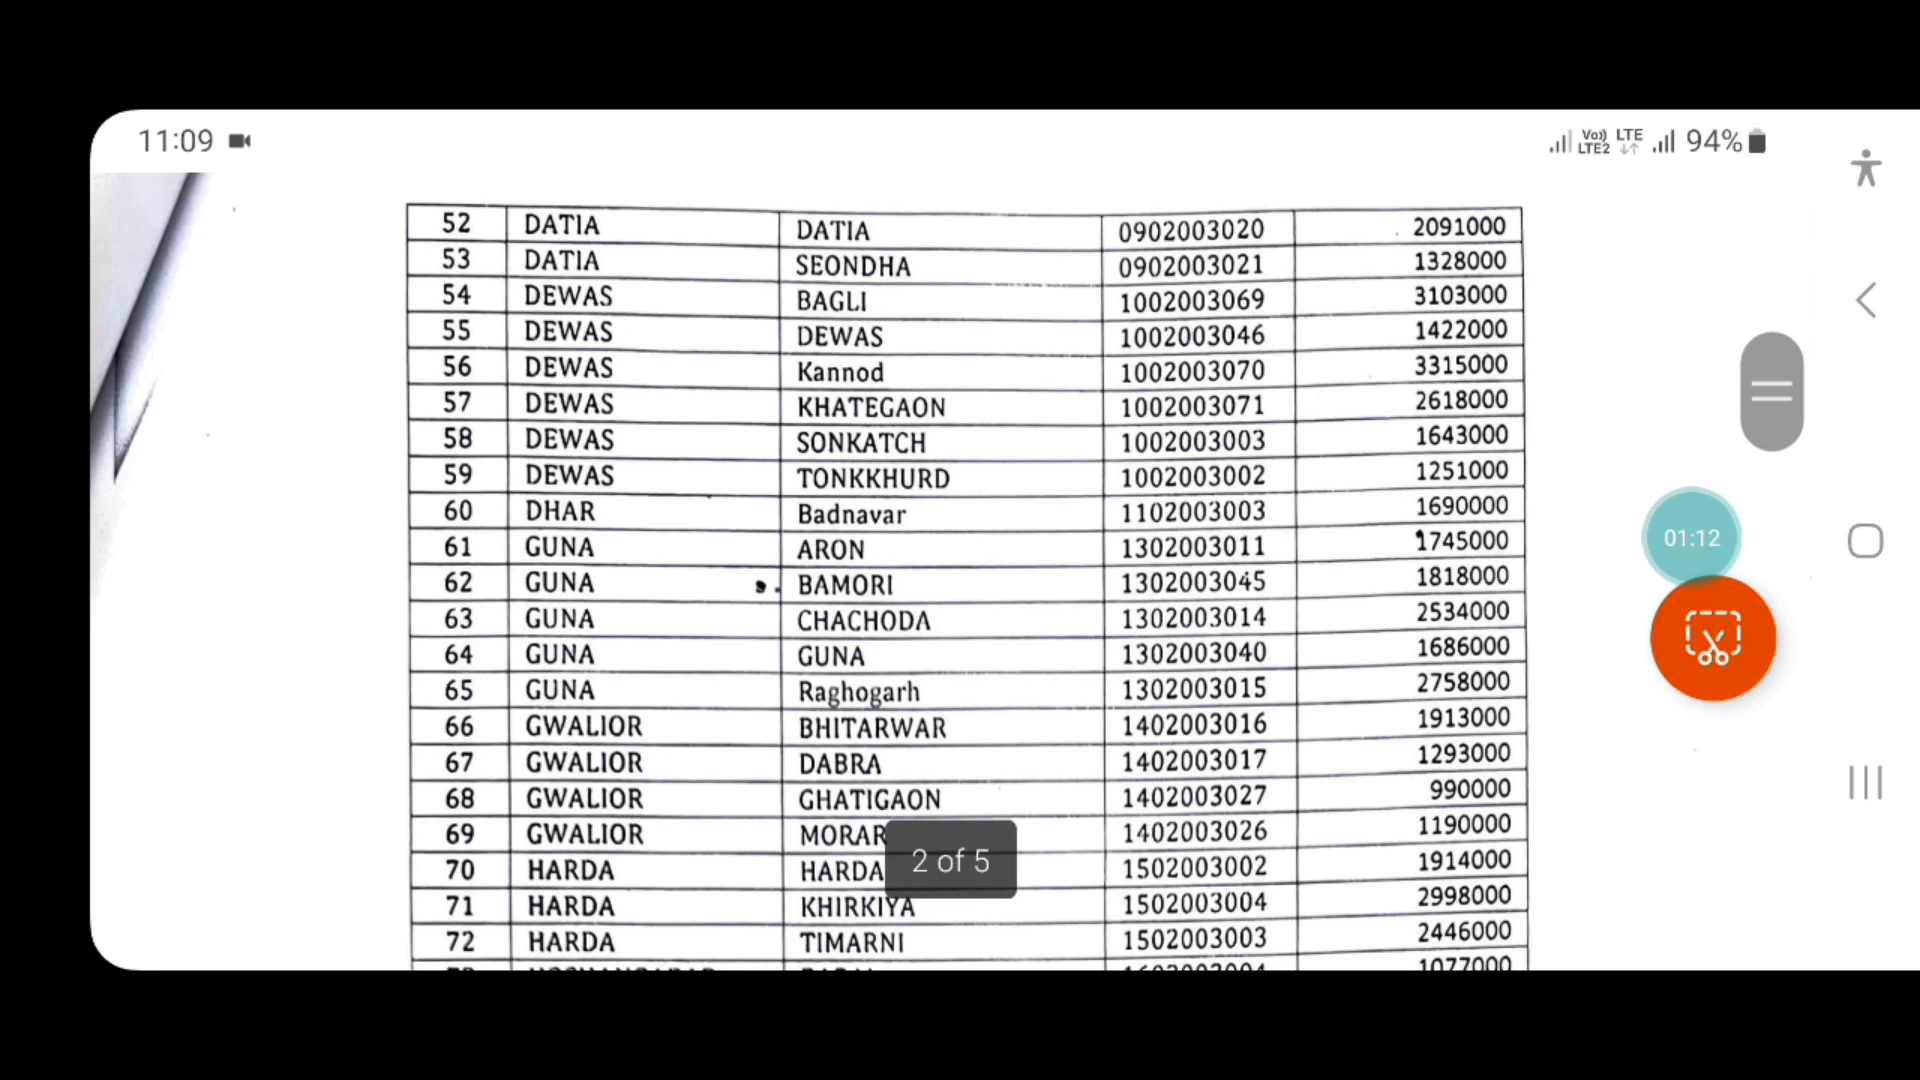 11:09
Vo)) LTE
LTE2
94%
52 DATIA DATIA 0902003020 2091000
53 DATIA SEONDHA 0902003021 1328000
54 DEWAS BAGLI 1002003069 3103000
55 DEWAS DEWAS 1002003046 1422000
56 DEWAS Kannod 1002003070 3315000
57 DEWAS KHATEGAON 1002003071 2618000
58 DEWAS SONKATCH 1002003003 1643000
59 DEWAS TONKKHURD 1002003002 1251000
60 DHAR Badnavar 1102003003 1690000
61 GUNA ARON 1302003011 1745000
62 GUNA BAMORI 1302003045 1818000
63 GUNA CHACHODA 1302003014 2534000
64 GUNA GUNA 1302003040 1686000
65 GUNA Raghogarh 1302003015 2758000
66 GWALIOR BHITARWAR 1402003016 1913000
67 GWALIOR DABRA 1402003017 1293000
68 GWALIOR GHATIGAON 1402003027 990000
69 GWALIOR MORAR 1402003026 1190000
70 HARDA HARDA 1502003002 1914000
71 HARDA KHIRKIYA 1502003004 2998000
72 HARDA TIMARNI 1502003003 2446000
1077000
2 of 5
01:12